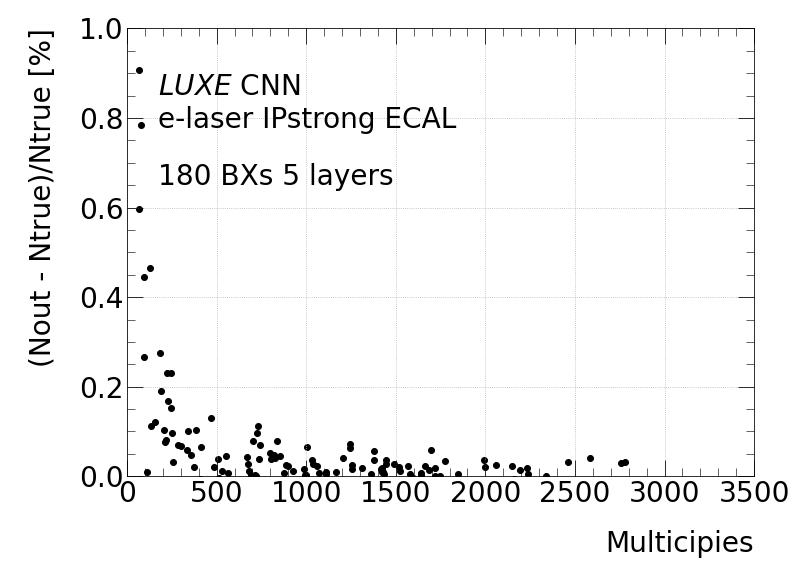 (Nout - Ntrue)/Ntrue [%]
1.0
0.8
0.6
0.4
0.2
0.0
LUXE CNN
e-laser IPstrong ECAL
180 BXs 5 layers
0 500 1000 1500 2000 2500 3000 3500
Multicipies